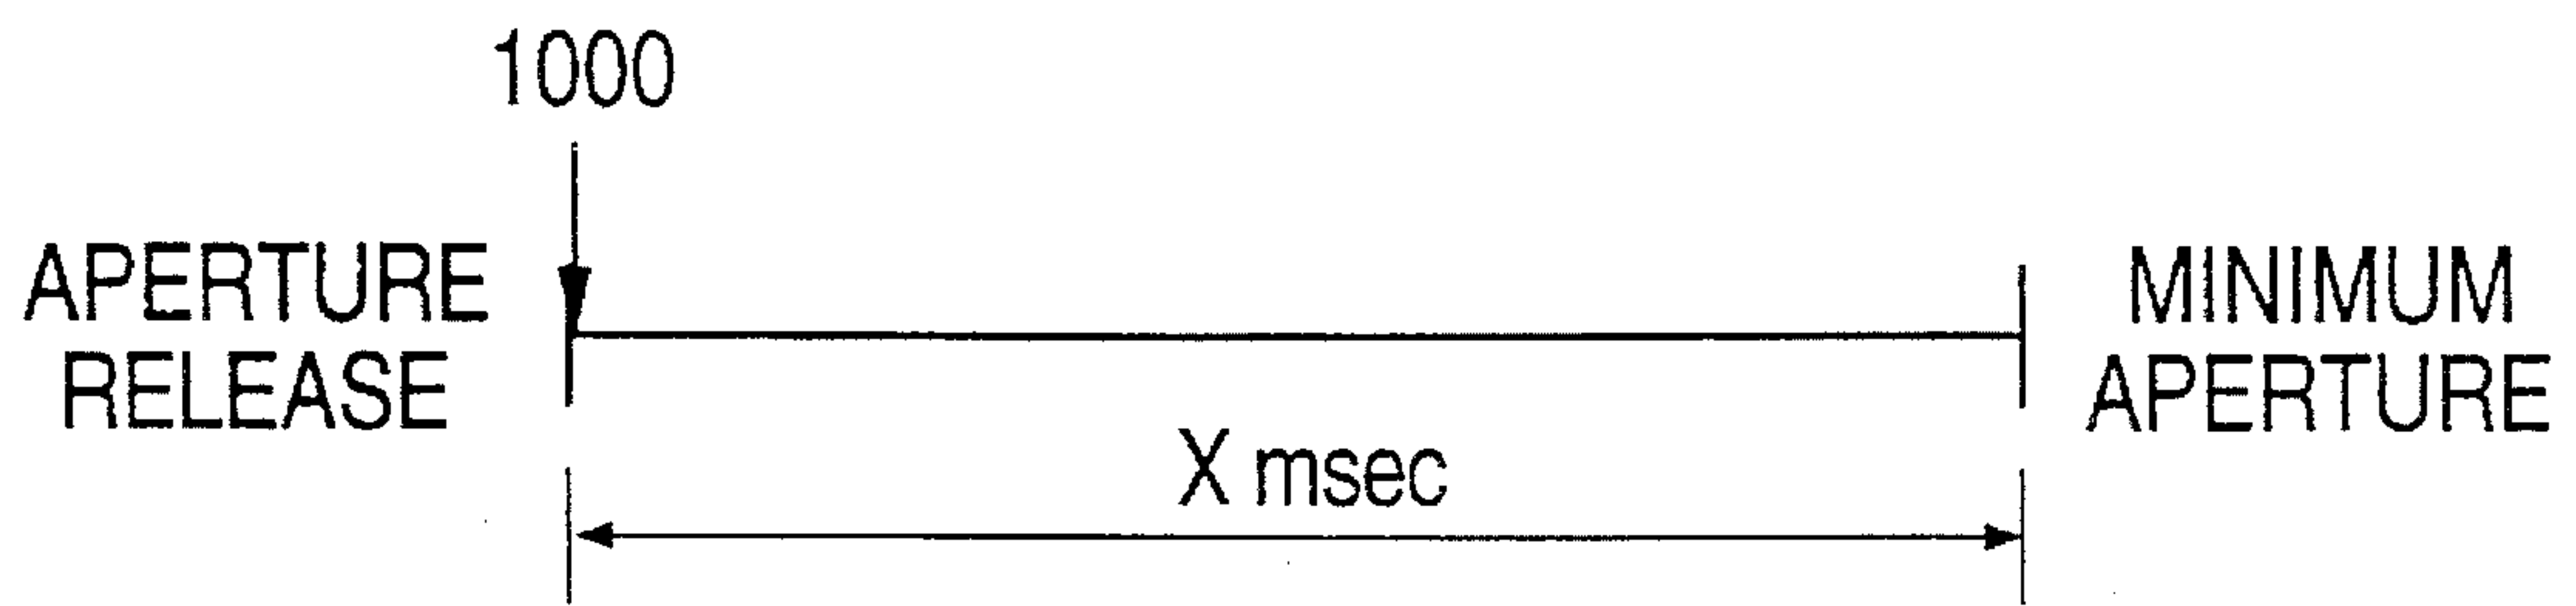 1000
APERTURE
RELEASE
MINIMUM
APERTURE
X msec